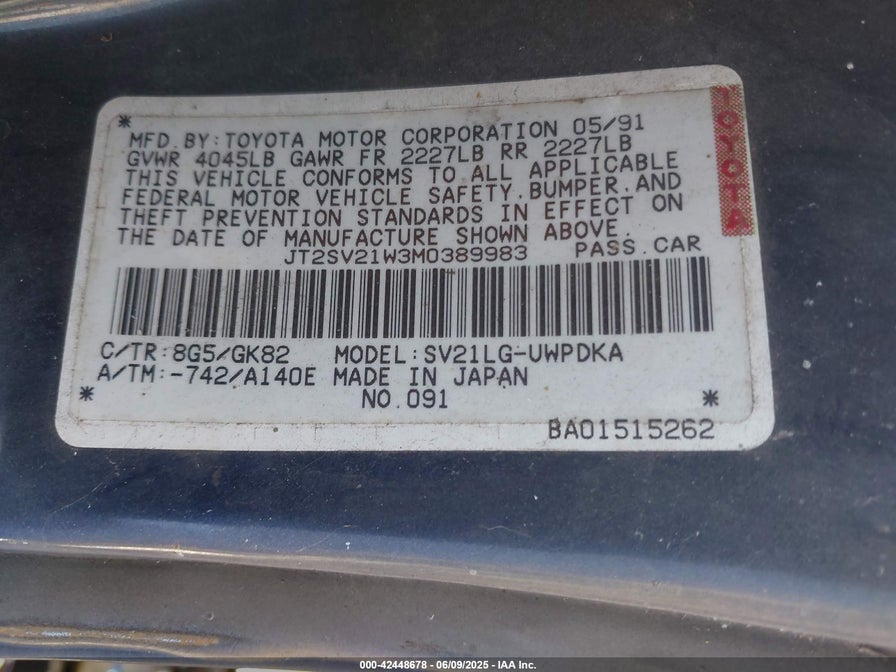 *
MFD.BY:TOYOTA MOTOR CORPORATION 05/91
GVWR 4045LB GAWR FR 2227LB RR 2227LB
THIS VEHICLE CONFORMS TO ALL APPLICABLE
FEDERAL MOTOR VEHICLE SAFETY,BUMPER,AND
THEFT PREVENTION STANDARDS IN EFFECT ON
THE DATE OF MANUFACTURE SHOWN ABOVE.
JT2SV21W3M0389983 PASS.CAR
TOYOTA
C/TR:8G5/GK82 MODEL:SV21LG-UWPDKA
A/TM:-742/A140E MADE IN JAPAN
* NO.091 *
BA01515262
000-42448678 - 06/09/2025 - IAA Inc.